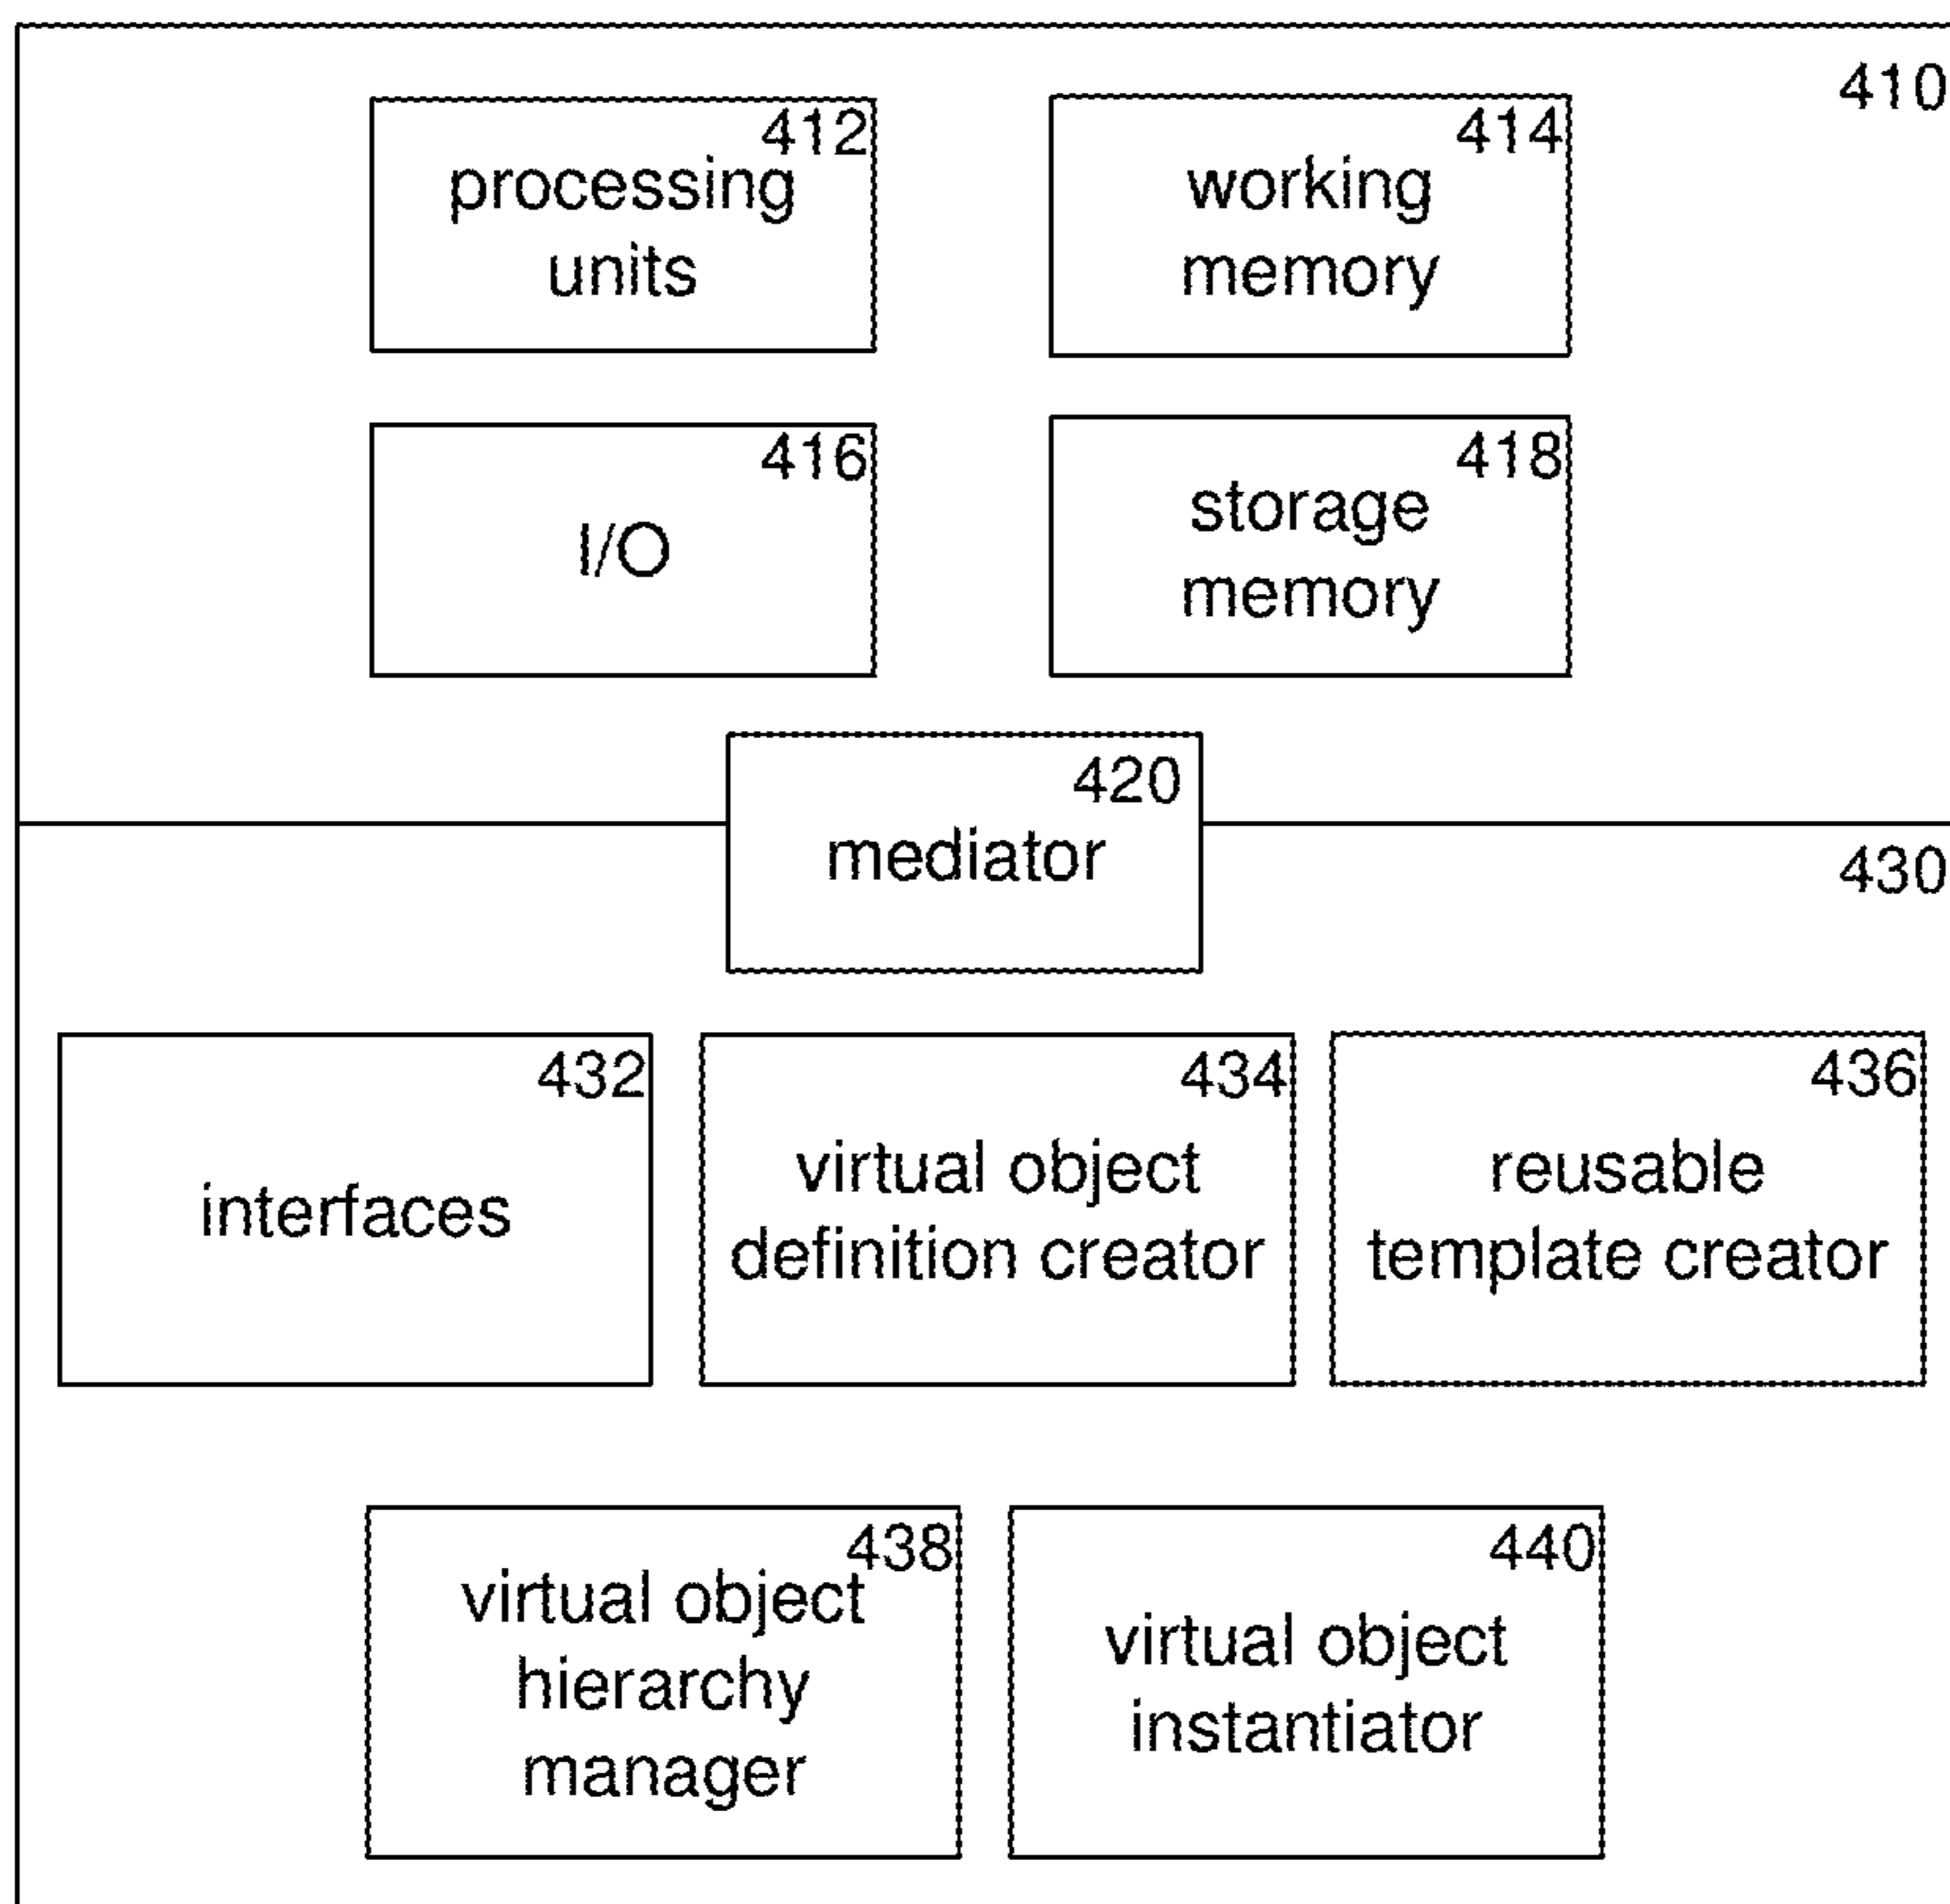 410
412
processing
units
414
working
memory
416
I/O
418
storage
memory
420
mediator
430
432
interfaces
434
virtual object
definition creator
436
reusable
template creator
438
virtual object
hierarchy
manager
440
virtual object
instantiator